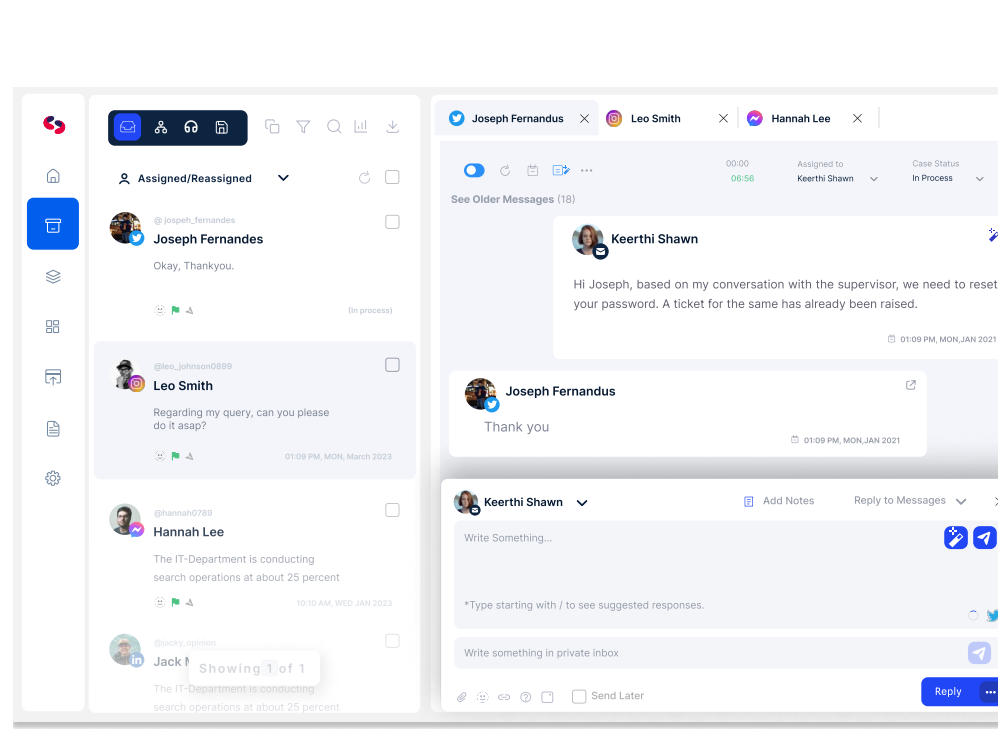 Assigned/Reassigned
@ jospeh_fernandes
Joseph Fernandes
Okay, Thankyou.
(In process)
@leo_johnson0899
Leo Smith
Regarding my query, can you please
do it asap?
01:09 PM, MON, March 2023
@hannah0789
Hannah Lee
The IT-Department is conducting
search operations at about 25 percent
10:10 AM, WED JAN 2023
@jacky_opinion
Jack
Showing 1 of 1
The IT-Department is conducting
search operations at about 25 percent
Joseph Fernandus
Leo Smith
Hannah Lee
00:00
06:56
Assigned to
Keerthi Shawn
Case Status
In Process
See Older Messages (18)
Keerthi Shawn
Hi Joseph, based on my conversation with the supervisor, we need to reset
your password. A ticket for the same has already been raised.
01:09 PM, MON,JAN 2021
Joseph Fernandus
Thank you
01:09 PM, MON,JAN 2021
Keerthi Shawn
Add Notes
Reply to Messages
Write Something...
*Type starting with / to see suggested responses.
Write something in private inbox
Send Later
Reply